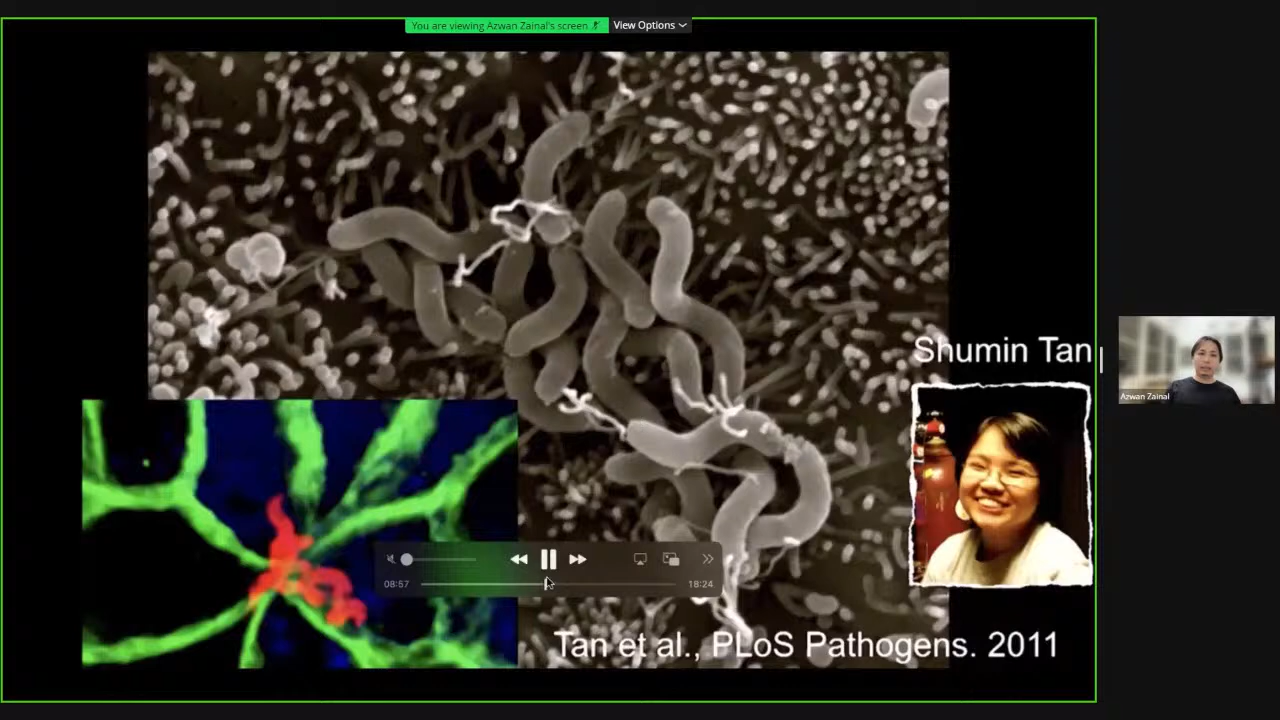 You are viewing Azwan Zainal's screen
View Options
Shumin Tan
Azwan Zainal
08:57
18:24
Tan et al., PLoS Pathogens. 2011